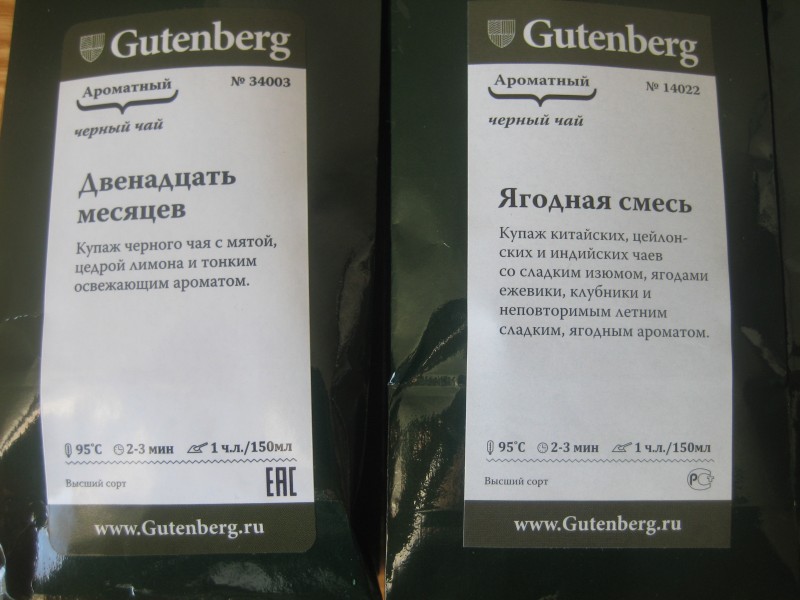 Gutenberg
Ароматный
№ 34003
черный чай
Двенадцать
месяцев
Купаж черного чая с мятой,
цедрой лимона и тонким
освежающим ароматом.
95°C 2-3 мин 1 ч.л./150мл
Высший сорт
EAC
www.Gutenberg.ru
Gutenberg
Ароматный
№ 14022
черный чай
Ягодная смесь
Купаж китайских, цейлон-
ских и индийских чаев
со сладким изюмом, ягодами
ежевики, клубники и
неповторимым летним
сладким, ягодным ароматом.
95°C 2-3 мин 1 ч.л./150мл
Высший сорт
РСТ
www.Gutenberg.ru